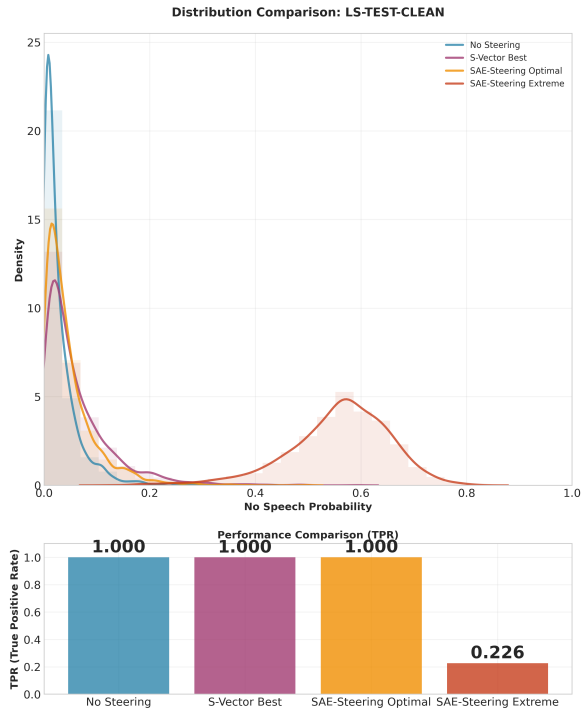 Distribution Comparison: LS-TEST-CLEAN
25
20
15
10
5
0
Density
No Steering
S-Vector Best
SAE-Steering Optimal
SAE-Steering Extreme
0.0 0.2 0.4 0.6 0.8 1.0
No Speech Probability
Performance Comparison (TPR)
1.000 1.000 1.000 0.226
1.0
0.8
0.6
0.4
0.2
0.0
TPR (True Positive Rate)
No Steering S-Vector Best SAE-Steering Optimal SAE-Steering Extreme